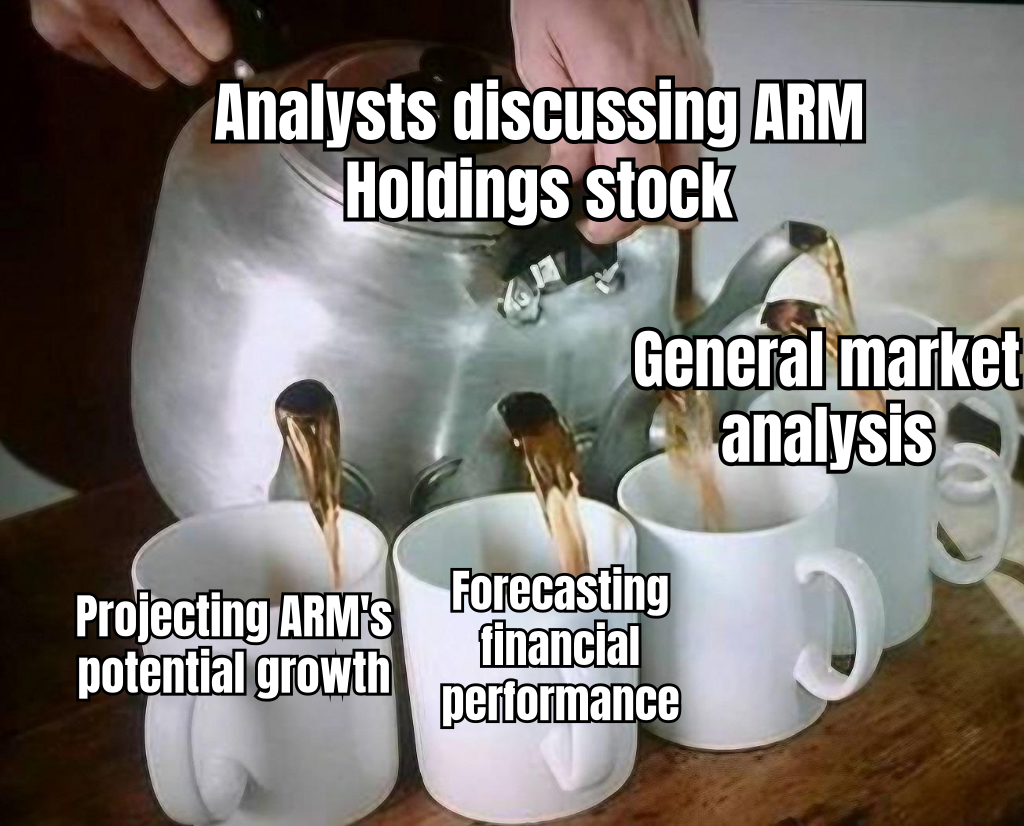 Analysts discussing ARM
Holdings stock
General market
analysis
Projecting ARM's
potential growth
Forecasting
financial
performance